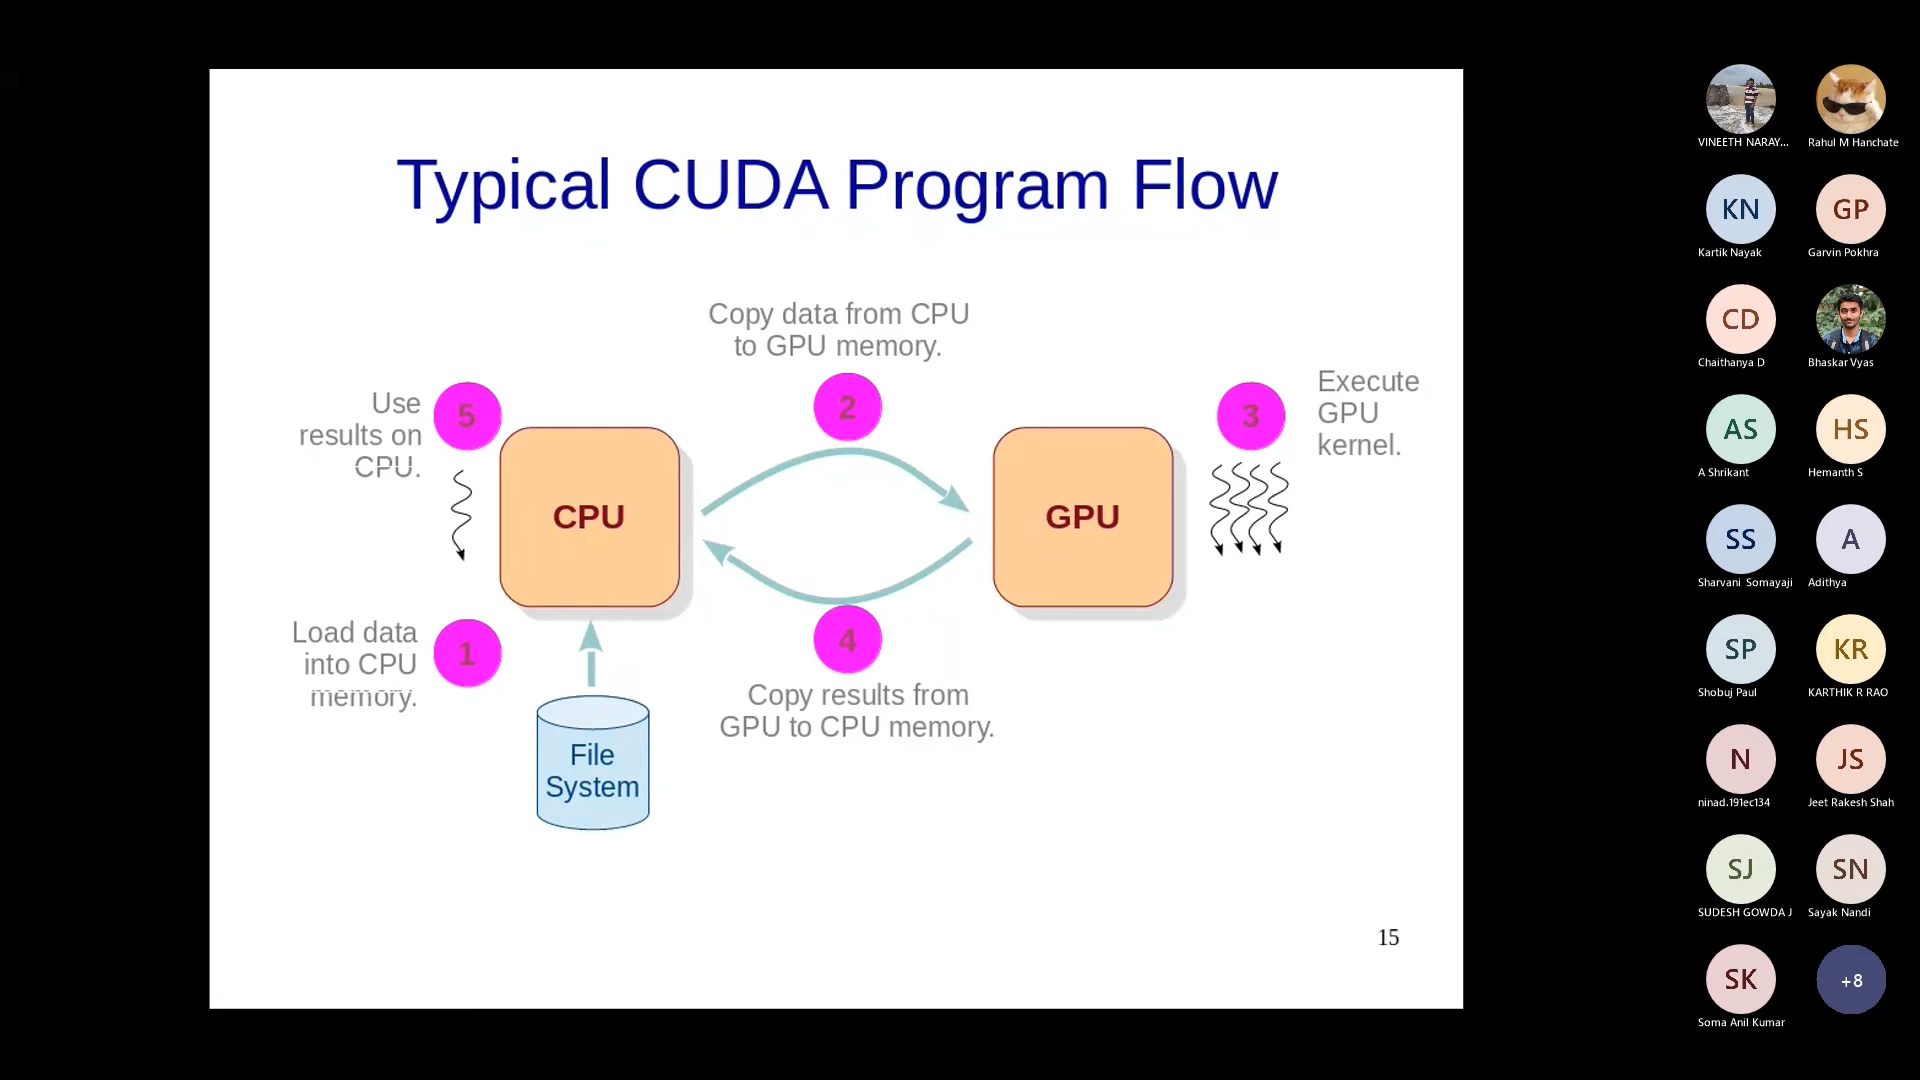 Typical CUDA Program Flow
Copy data from CPU
to GPU memory.
2
Use
results on
CPU.
5
CPU
GPU
3
Execute
GPU
kernel.
Load data
into CPU
memory.
1
4
Copy results from
GPU to CPU memory.
File
System
15
VINEETH NARAY...
Rahul M Hanchate
KN
Kartik Nayak
GP
Garvin Pokhra
CD
Chaithanya D
Bhaskar Vyas
AS
A Shrikant
HS
Hemanth S
SS
Sharvani Somayaji
A
Adithya
SP
Shobuj Paul
KR
KARTHIK R RAO
N
ninad.191ec134
JS
Jeet Rakesh Shah
SJ
SUDESH GOWDA J
SN
Sayak Nandi
SK
Soma Anil Kumar
+8